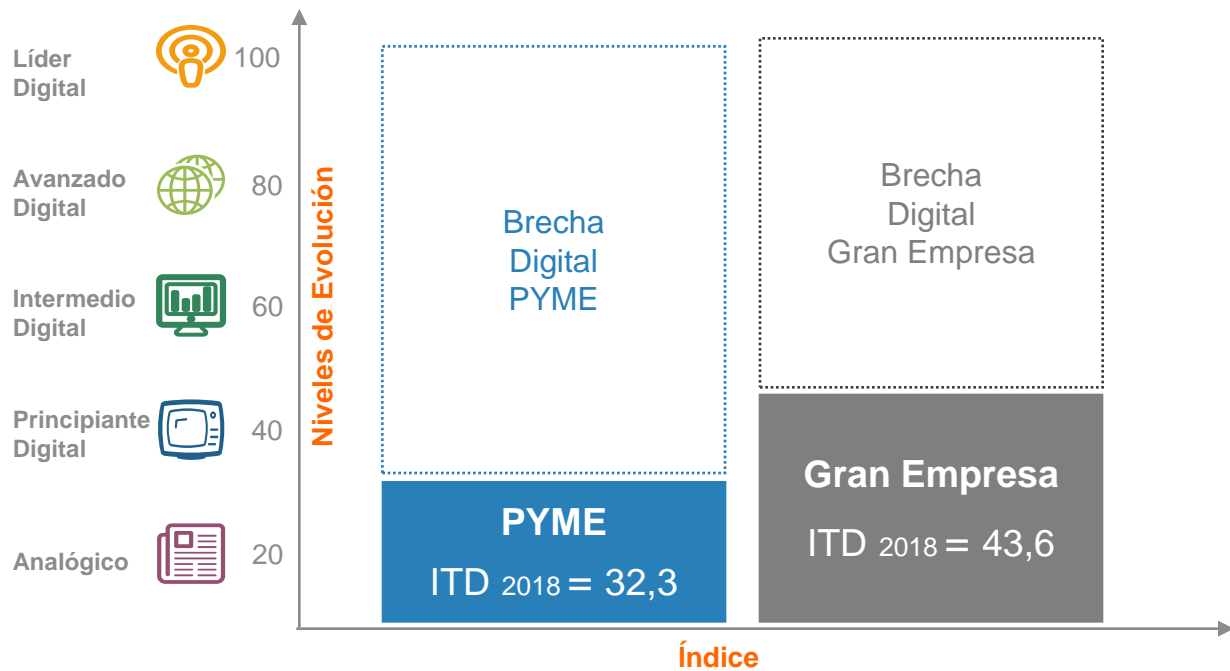 Líder
Digital
100
Avanzado
Digital
80
Intermedio
Digital
60
Principiante
Digital
40
Analógico
20
Niveles de Evolución
Brecha
Digital
PYME
PYME
ITD 2018 = 32,3
Brecha
Digital
Gran Empresa
Gran Empresa
ITD 2018 = 43,6
Índice